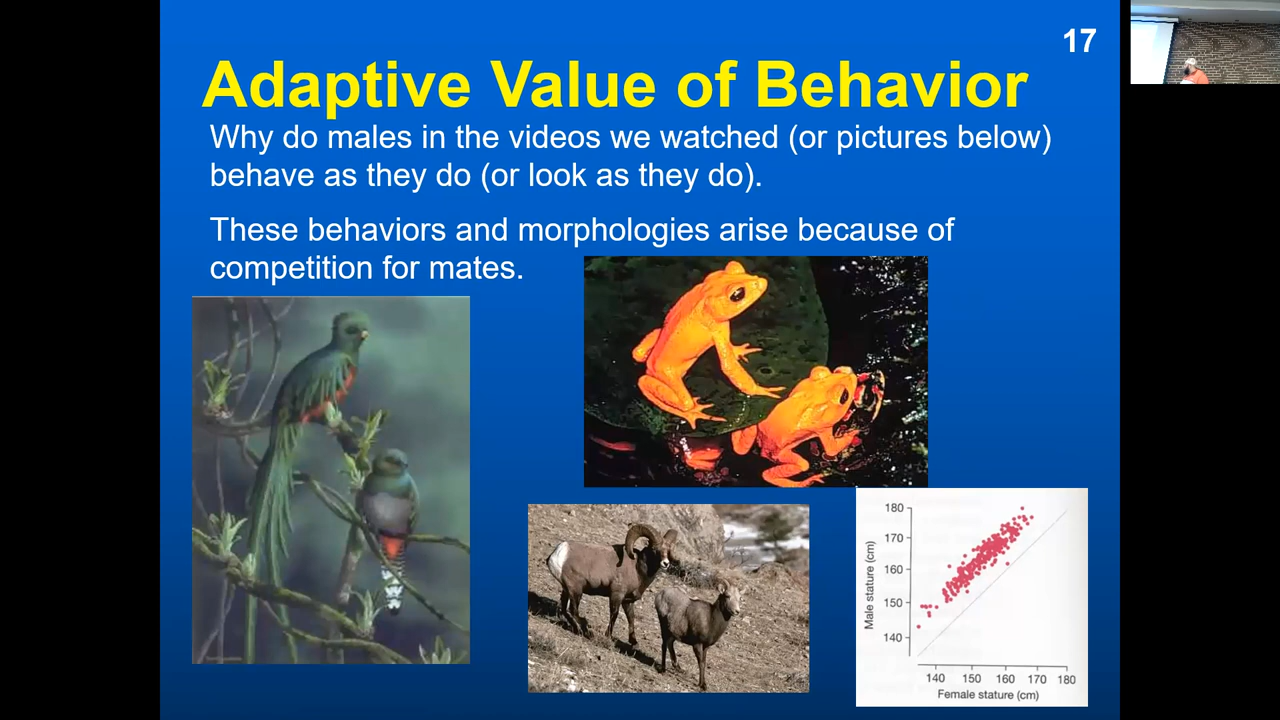 17
Adaptive Value of Behavior
Why do males in the videos we watched (or pictures below)
behave as they do (or look as they do).
These behaviors and morphologies arise because of
competition for mates.
180
170
160
150
140
Male stature (cm)
140 150 160 170 180
Female stature (cm)